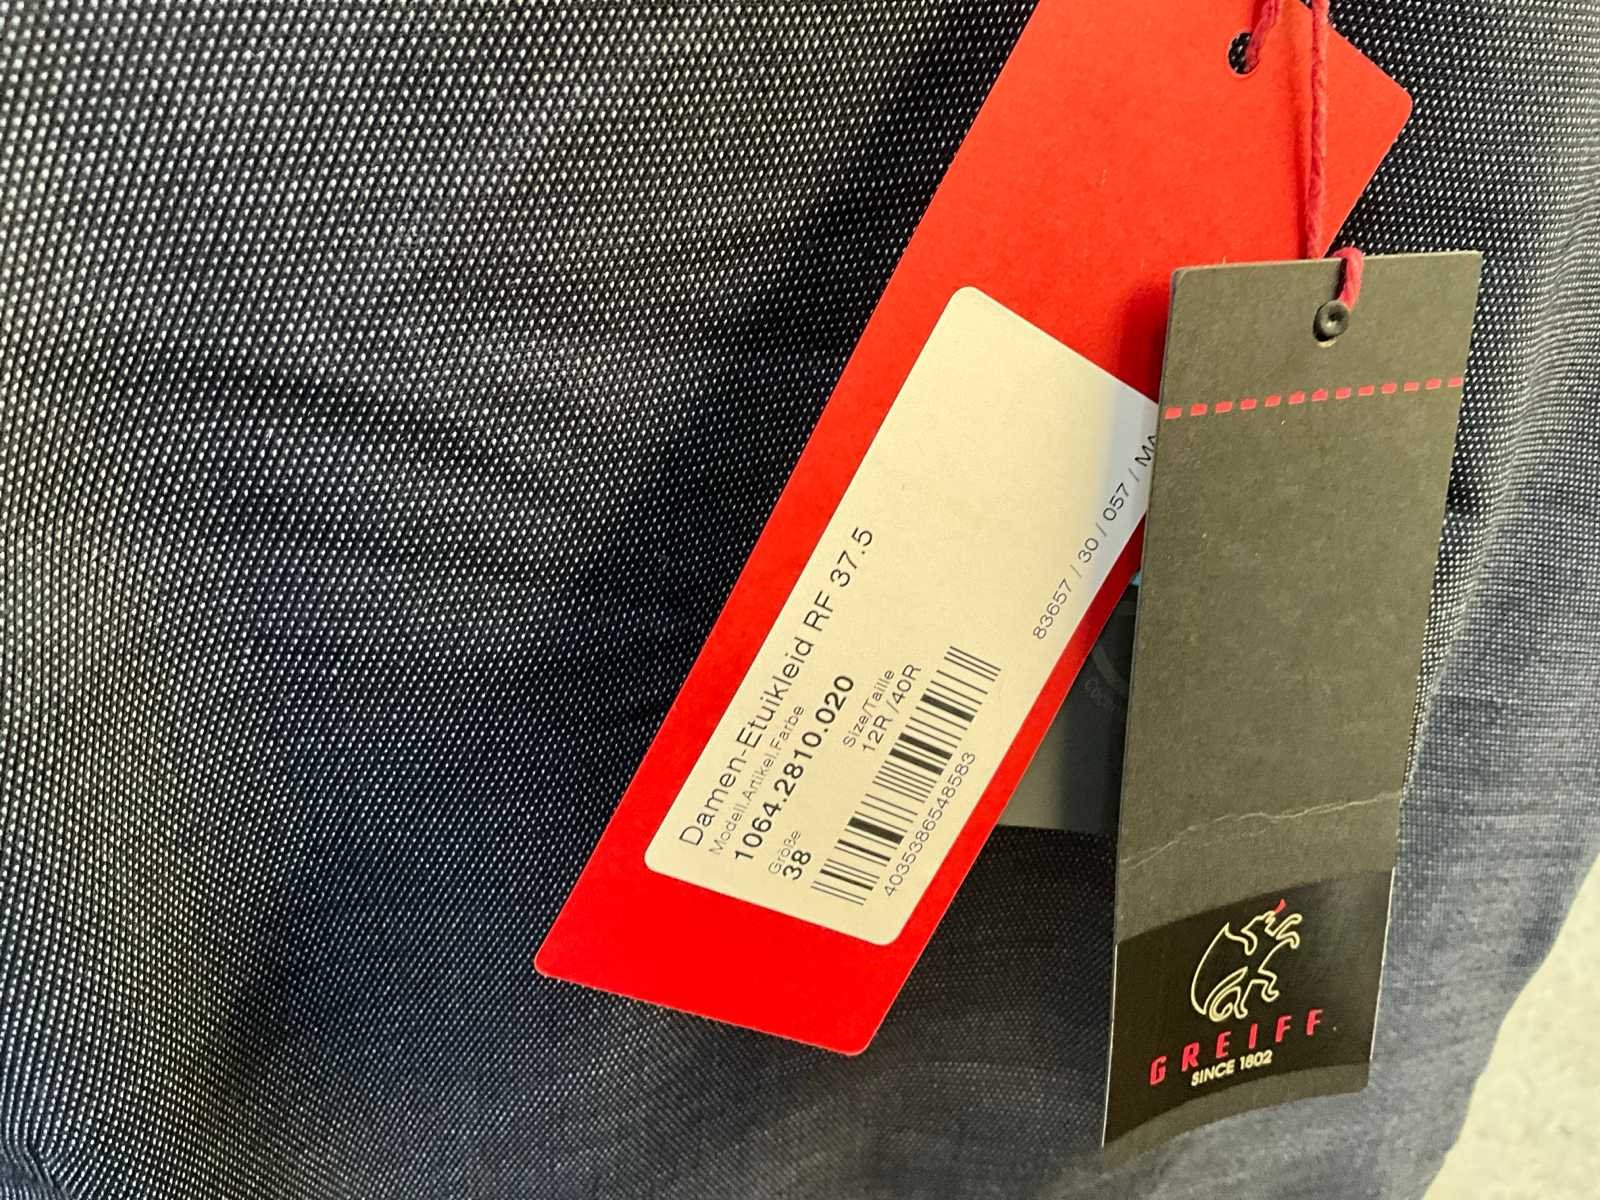 Damen-Etuikleid RF 37.5
Modell.Artikel.Farbe
1064.2810.020
Größe
38
Size/Taille
12R /40R
4035386548583
83657 / 30 / 057 /
GREIFF
SINCE 1802